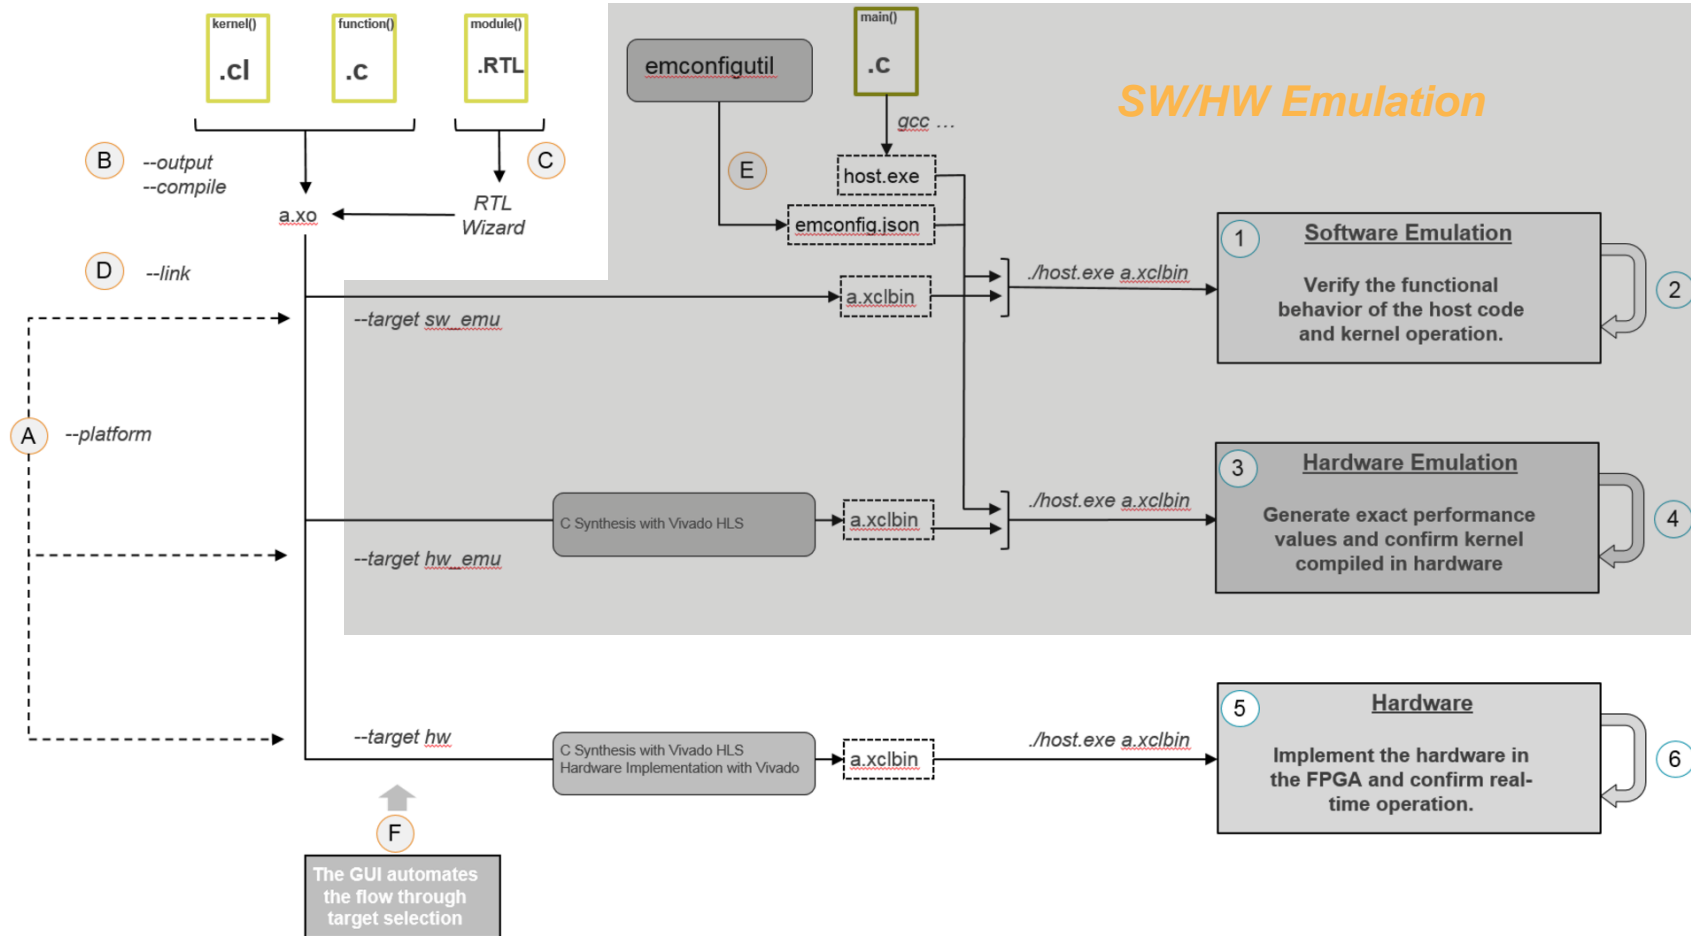 kernel()
.cl
function()
.c
module()
.RTL
emconfigutil
main()
.c
SW/HW Emulation
gcc ...
B
--output
--compile
C
E
host.exe
a.xo
RTL
Wizard
emconfig.json
D
--link
--target sw_emu
a.xclbin
./host.exe a.xclbin
1
Software Emulation
Verify the functional
behavior of the host code
and kernel operation.
2
A
--platform
--target hw_emu
C Synthesis with Vivado HLS
a.xclbin
./host.exe a.xclbin
3
Hardware Emulation
Generate exact performance
values and confirm kernel
compiled in hardware
4
--target hw
C Synthesis with Vivado HLS
Hardware Implementation with Vivado
a.xclbin
./host.exe a.xclbin
5
Hardware
Implement the hardware in
the FPGA and confirm real-
time operation.
6
F
The GUI automates
the flow through
target selection